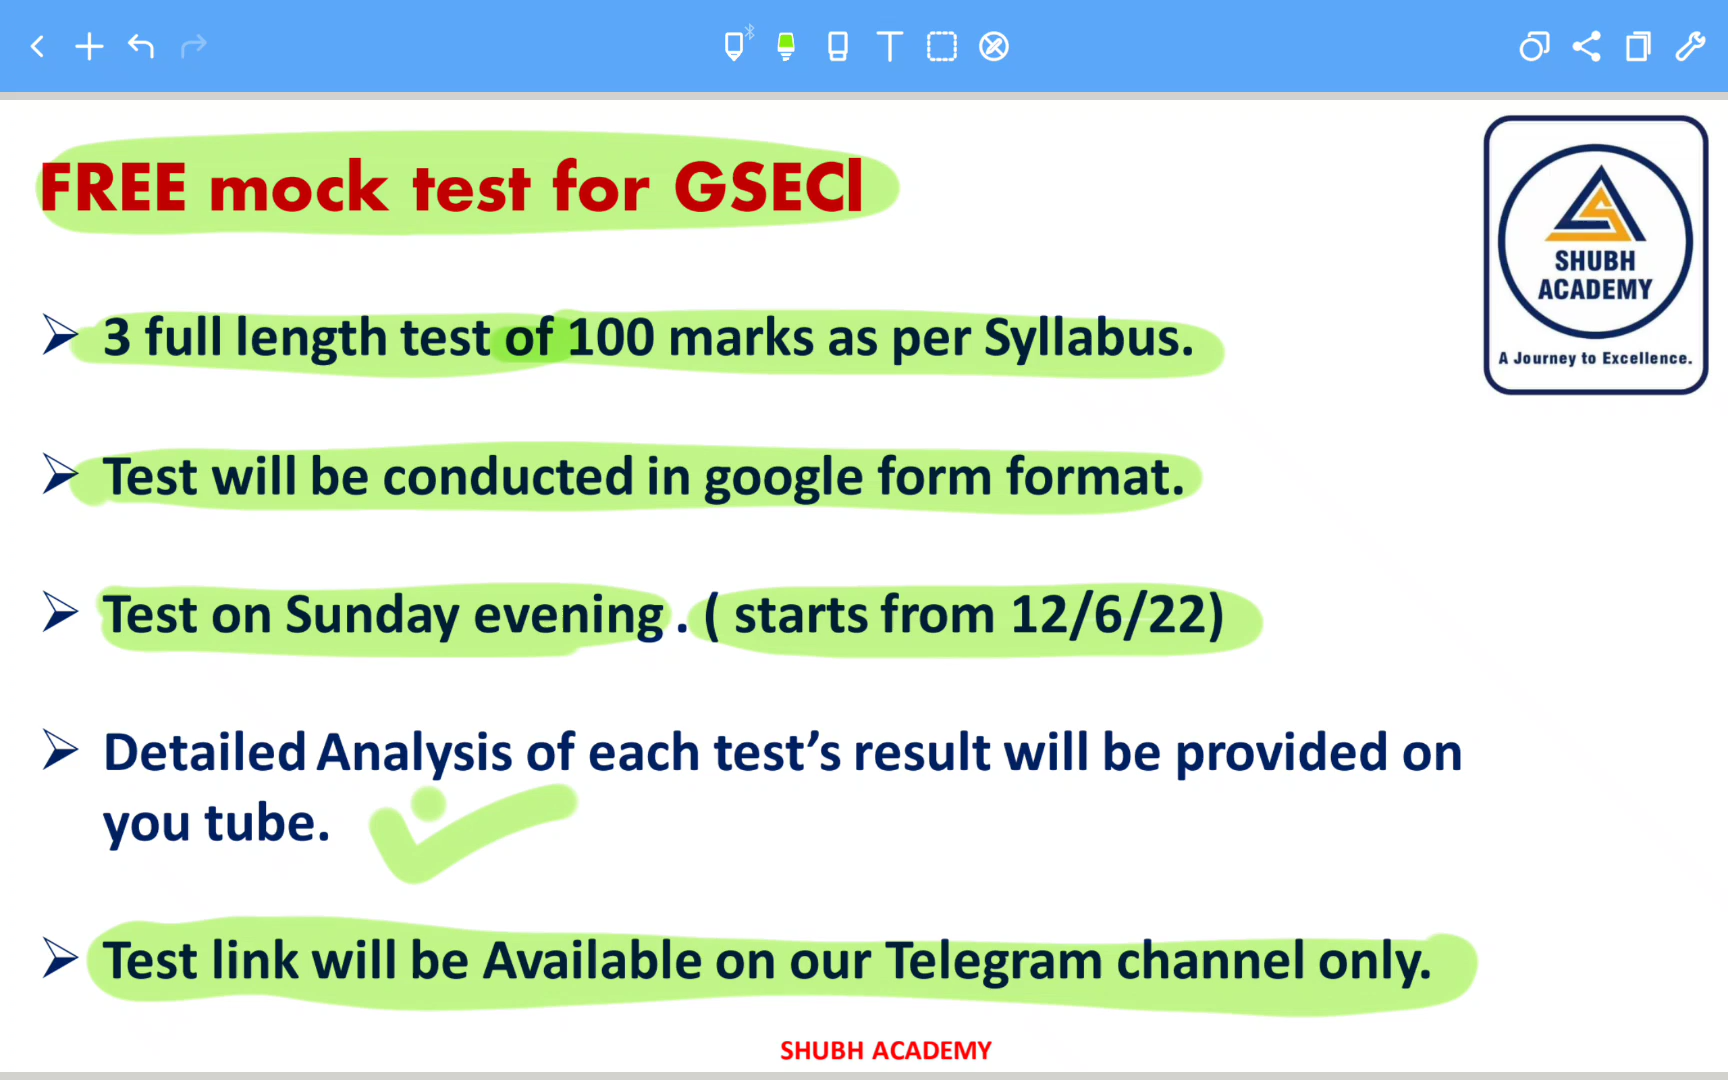 FREE mock test for GSECl
SHUBH
ACADEMY
A Journey to Excellence.
➢ 3 full length test of 100 marks as per Syllabus.
➢ Test will be conducted in google form format.
➢ Test on Sunday evening . ( starts from 12/6/22)
➢ Detailed Analysis of each test’s result will be provided on
you tube.
➢ Test link will be Available on our Telegram channel only.
SHUBH ACADEMY